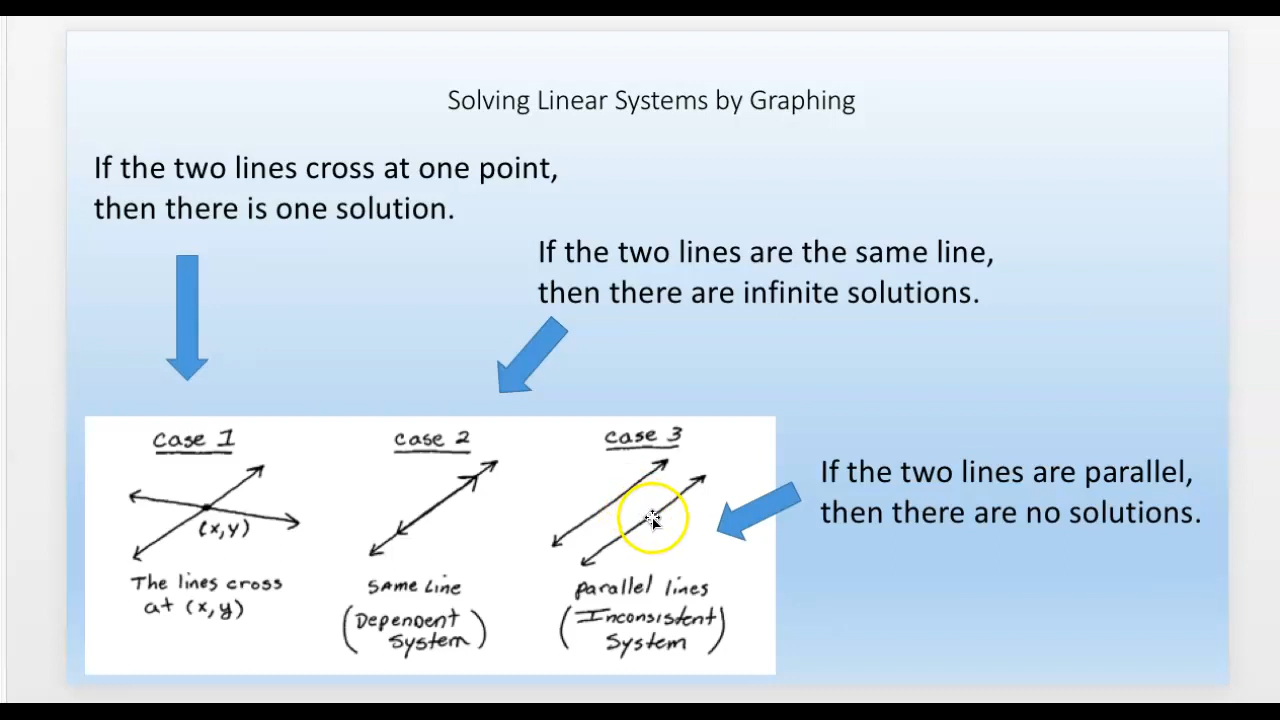 Solving Linear Systems by Graphing
If the two lines cross at one point,
then there is one solution.
If the two lines are the same line,
then there are infinite solutions.
Case 1
(x,y)
The lines cross
at (x,y)
Case 2
Same Line
(Dependent
System)
Case 3
Parallel lines
(Inconsistent
System)
If the two lines are parallel,
then there are no solutions.